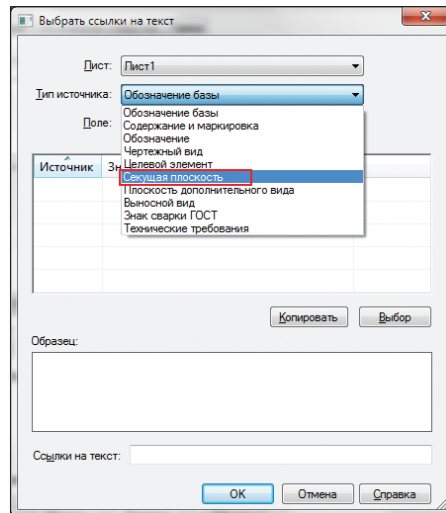 Выбрать ссылки на текст
Лист: Лист1
Тип источника: Обозначение базы
Обозначение базы
Содержание и маркировка
Поле: Обозначение
Чертежный вид
Целевой элемент
Источник Зн Секущая плоскость
Плоскость дополнительного вида
Выносной вид
Знак сварки ГОСТ
Технические требования
Копировать Выбор
Образец:
Ссылки на текст:
OK Отмена Справка